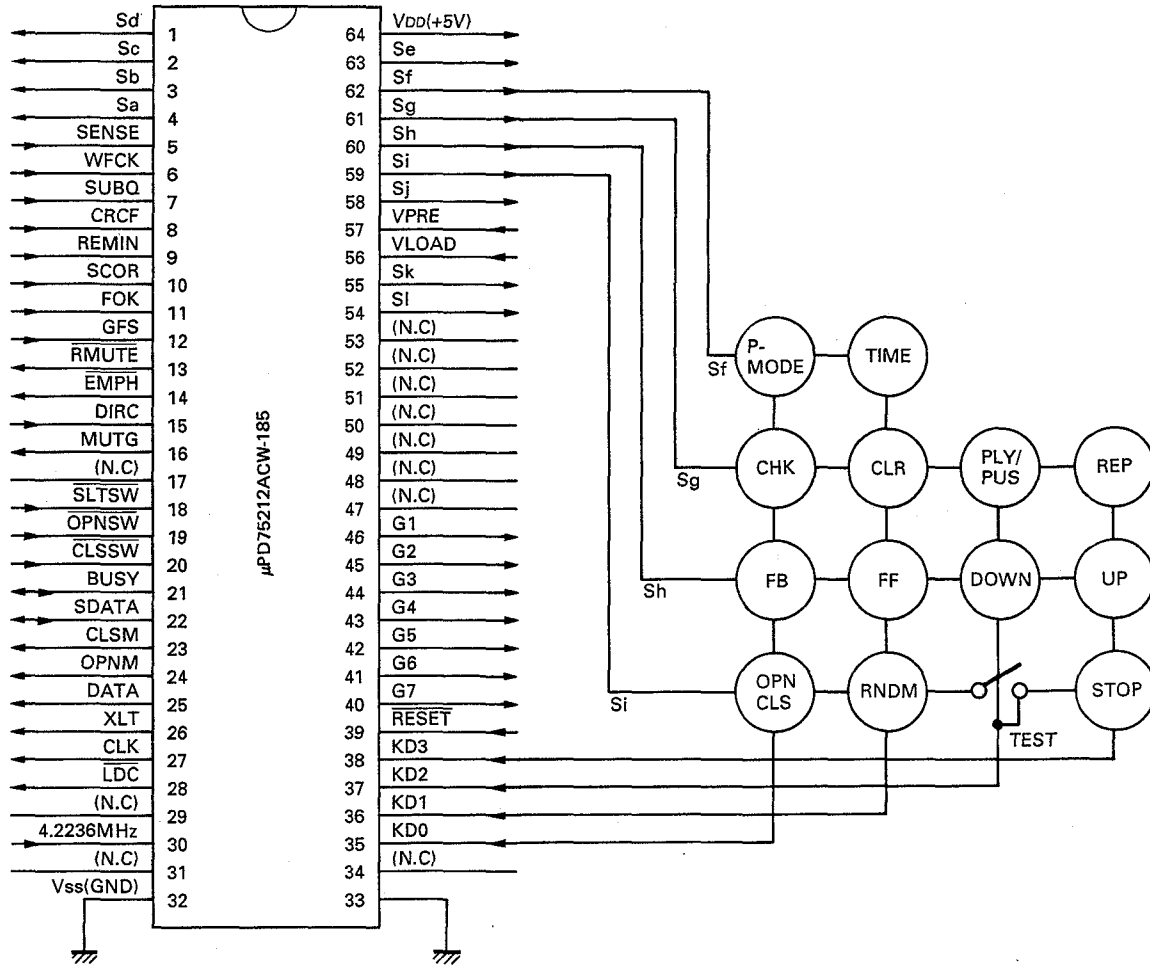 Sd 1 64 VDD(+5V)
Sc 2 63 Se
Sb 3 62 Sf
Sa 4 61 Sg
SENSE 5 60 Sh
WFCK 6 59 Si
SUBQ 7 58 Sj
CRCF 8 57 VPRE
REMIN 9 56 VLOAD
SCOR 10 55 Sk
FOK 11 54 Sl
GFS 12 53 (N.C)
RMUTE 13 52 (N.C)
EMPH 14 51 (N.C)
DIRC 15 50 (N.C)
MUTG 16 49 (N.C)
(N.C) 17 48 (N.C)
SLTSW 18 47 (N.C)
OPNSW 19 46 G1
CLSSW 20 45 G2
BUSY 21 44 G3
SDATA 22 43 G4
CLSM 23 42 G5
OPNM 24 41 G6
DATA 25 40 G7
XLT 26 39 RESET
CLK 27 38 KD3
LDC 28 37 KD2
(N.C) 29 36 KD1
4.2236MHz 30 35 KD0
(N.C) 31 34 (N.C)
Vss(GND) 32 33
μPD75212ACW-185
Sf P-
MODE TIME
Sg CHK CLR PLY/
PUS REP
Sh FB FF DOWN UP
Si OPN
CLS RNDM STOP
TEST